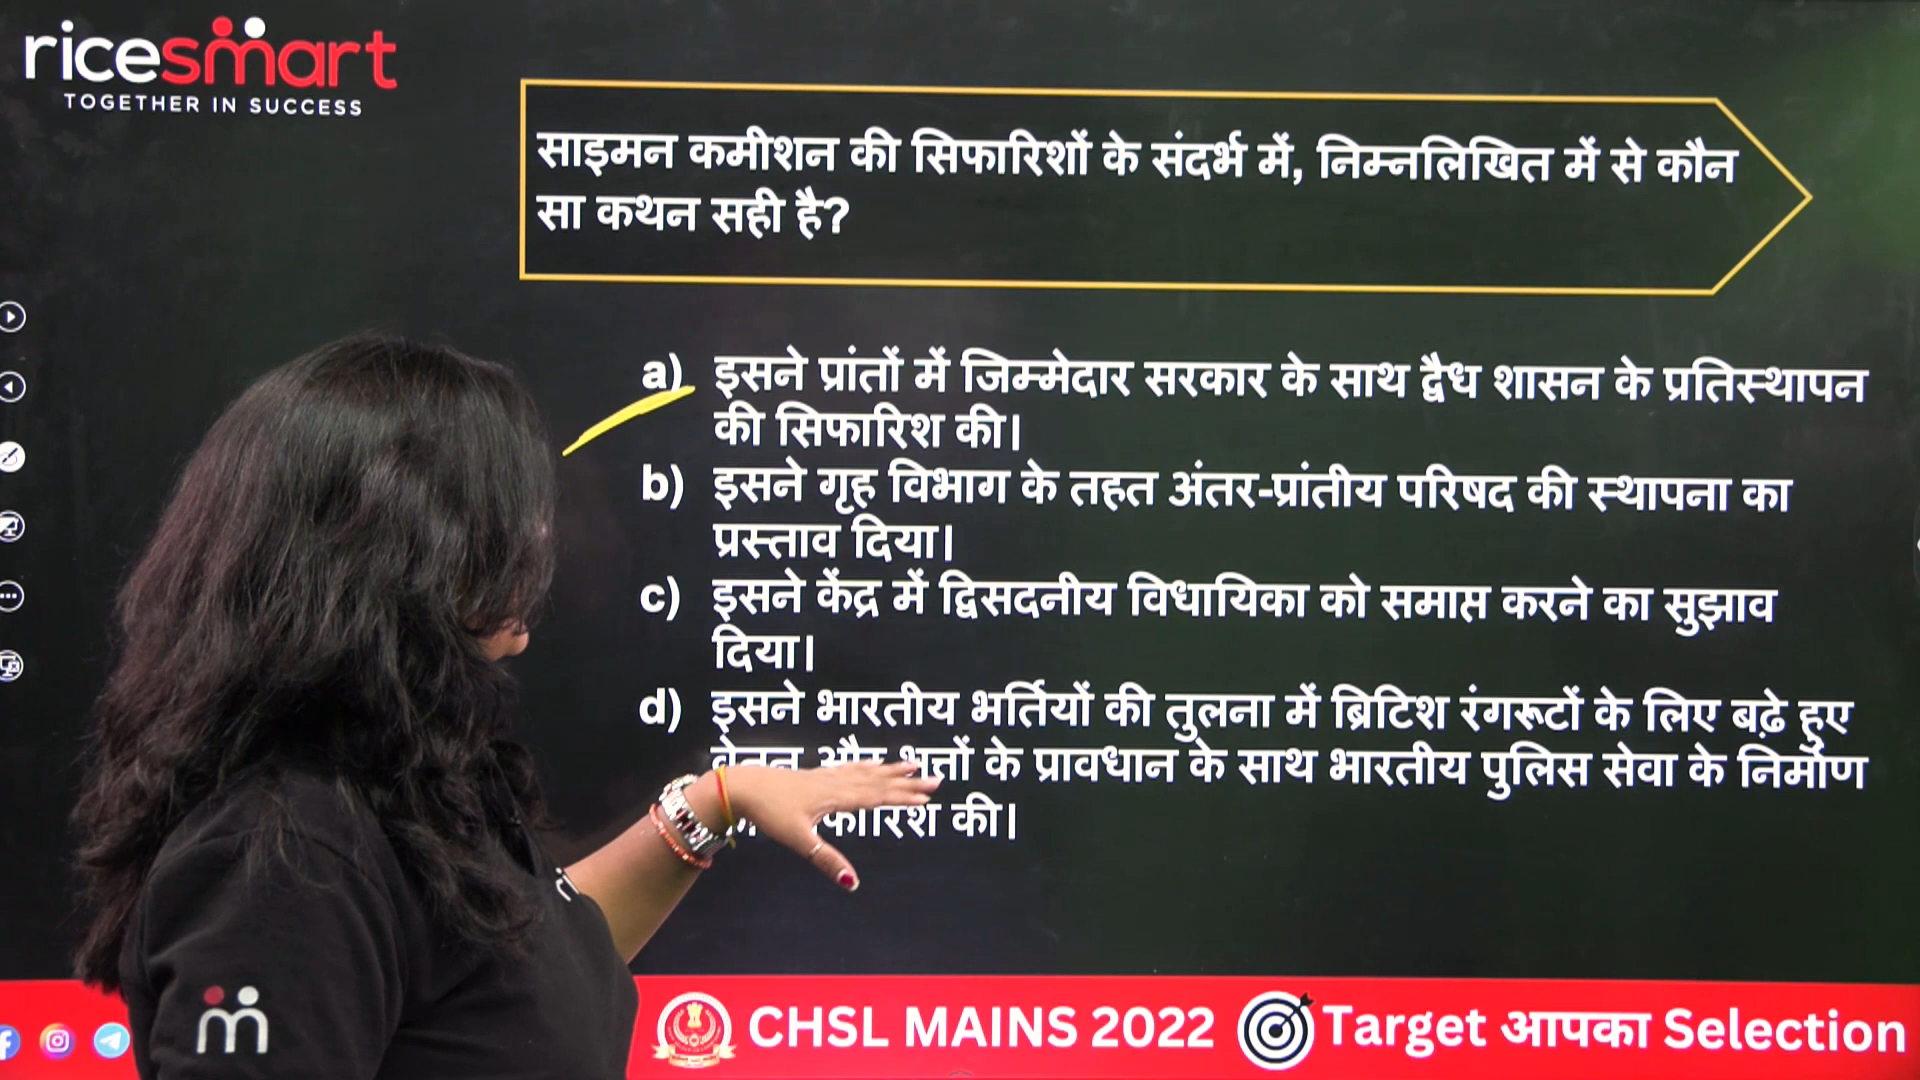 ricesmart
TOGETHER IN SUCCESS
साइमन कमीशन की सिफारिशों के संदर्भ में, निम्नलिखित में से कौन
सा कथन सही है?
a) इसने प्रांतों में जिम्मेदार सरकार के साथ द्वैध शासन के प्रतिस्थापन
की सिफारिश की।
b) इसने गृह विभाग के तहत अंतर-प्रांतीय परिषद की स्थापना का
प्रस्ताव दिया।
c) इसने केंद्र में द्विसदनीय विधायिका को समाप्त करने का सुझाव
दिया।
d) इसने भारतीय भर्तियों की तुलना में ब्रिटिश रंगरूटों के लिए बढ़े हुए
वेतन और भत्तों के प्रावधान के साथ भारतीय पुलिस सेवा के निर्माण
की।
CHSL MAINS 2022 Target आपका Selection